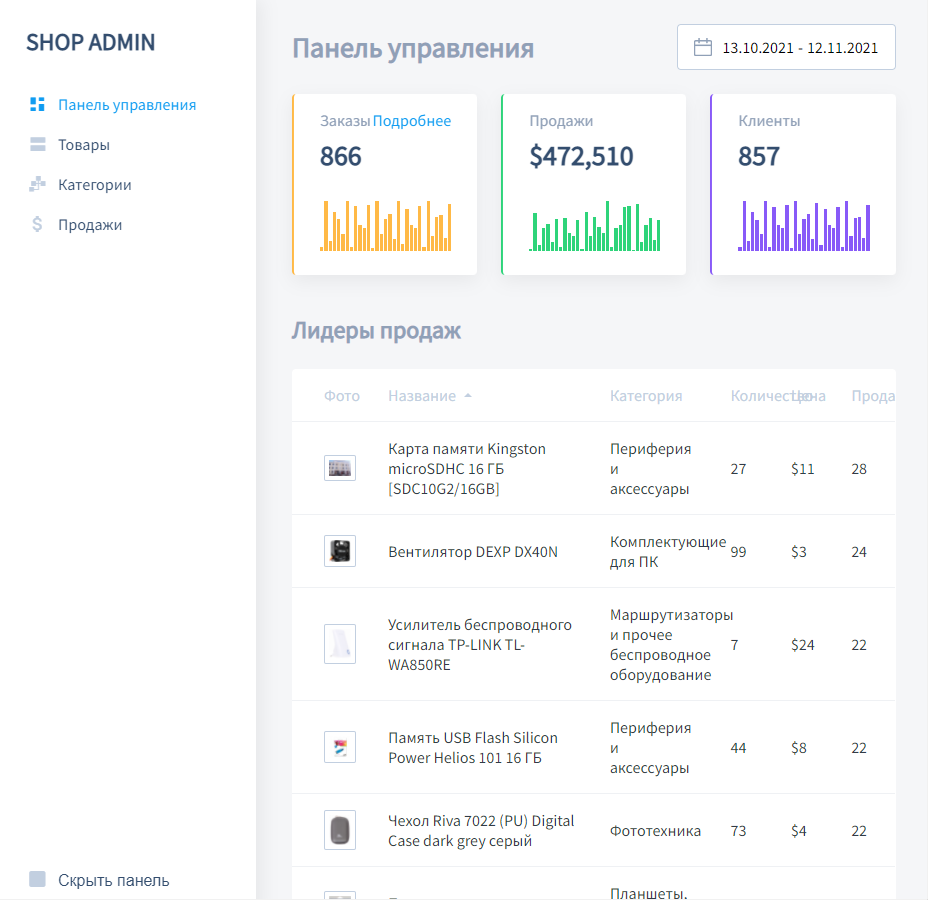 SHOP ADMIN
Панель управления
Товары
Категории
Продажи
Скрыть панель
Панель управления
13.10.2021 - 12.11.2021
Заказы Подробнее
866
Продажи
$472,510
Клиенты
857
Лидеры продаж
Фото Название Категория Количество Цена Прода
Карта памяти Kingston
microSDHC 16 ГБ
[SDC10G2/16GB]
Периферия
и
аксессуары
27 $11 28
Вентилятор DEXP DX40N
Комплектующие
для ПК
99 $3 24
Усилитель беспроводного
сигнала TP-LINK TL-
WA850RE
Маршрутизаторы
и прочее
беспроводное
оборудование
7 $24 22
Память USB Flash Silicon
Power Helios 101 16 ГБ
Периферия
и
аксессуары
44 $8 22
Чехол Riva 7022 (PU) Digital
Case dark grey серый
Фототехника
73 $4 22
Планшеты,